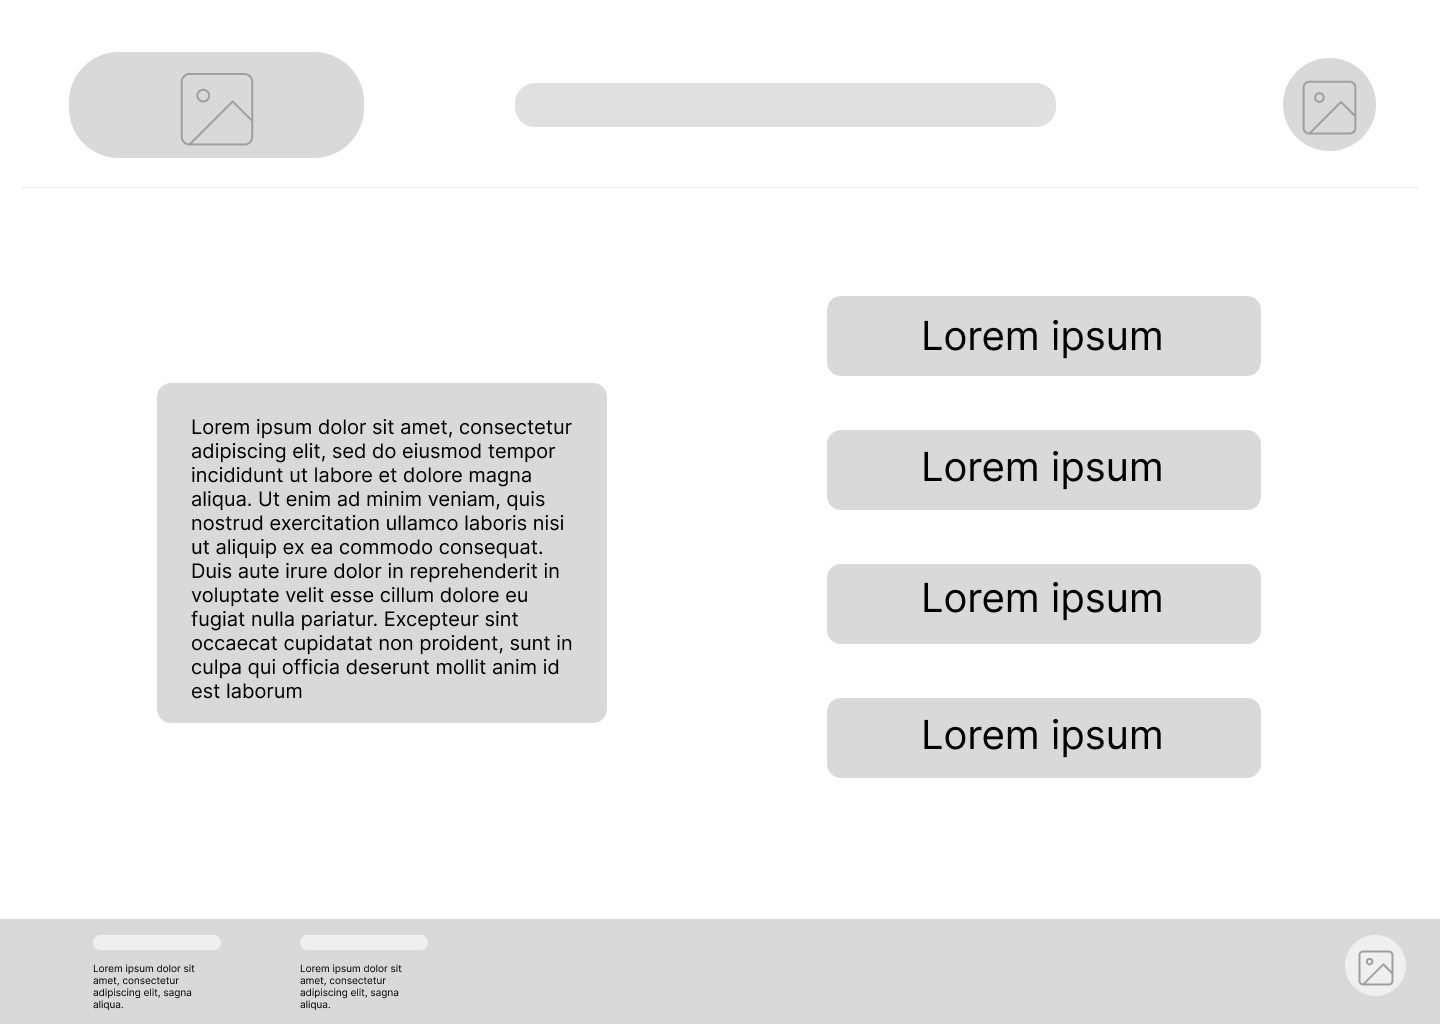 Lorem ipsum dolor sit amet, consectetur
adipiscing elit, sed do eiusmod tempor
incididunt ut labore et dolore magna
aliqua. Ut enim ad minim veniam, quis
nostrud exercitation ullamco laboris nisi
ut aliquip ex ea commodo consequat.
Duis aute irure dolor in reprehenderit in
voluptate velit esse cillum dolore eu
fugiat nulla pariatur. Excepteur sint
occaecat cupidatat non proident, sunt in
culpa qui officia deserunt mollit anim id
est laborum
Lorem ipsum
Lorem ipsum
Lorem ipsum
Lorem ipsum
Lorem ipsum dolor sit
amet, consectetur
adipiscing elit, sagna
aliqua.
Lorem ipsum dolor sit
amet, consectetur
adipiscing elit, sagna
aliqua.